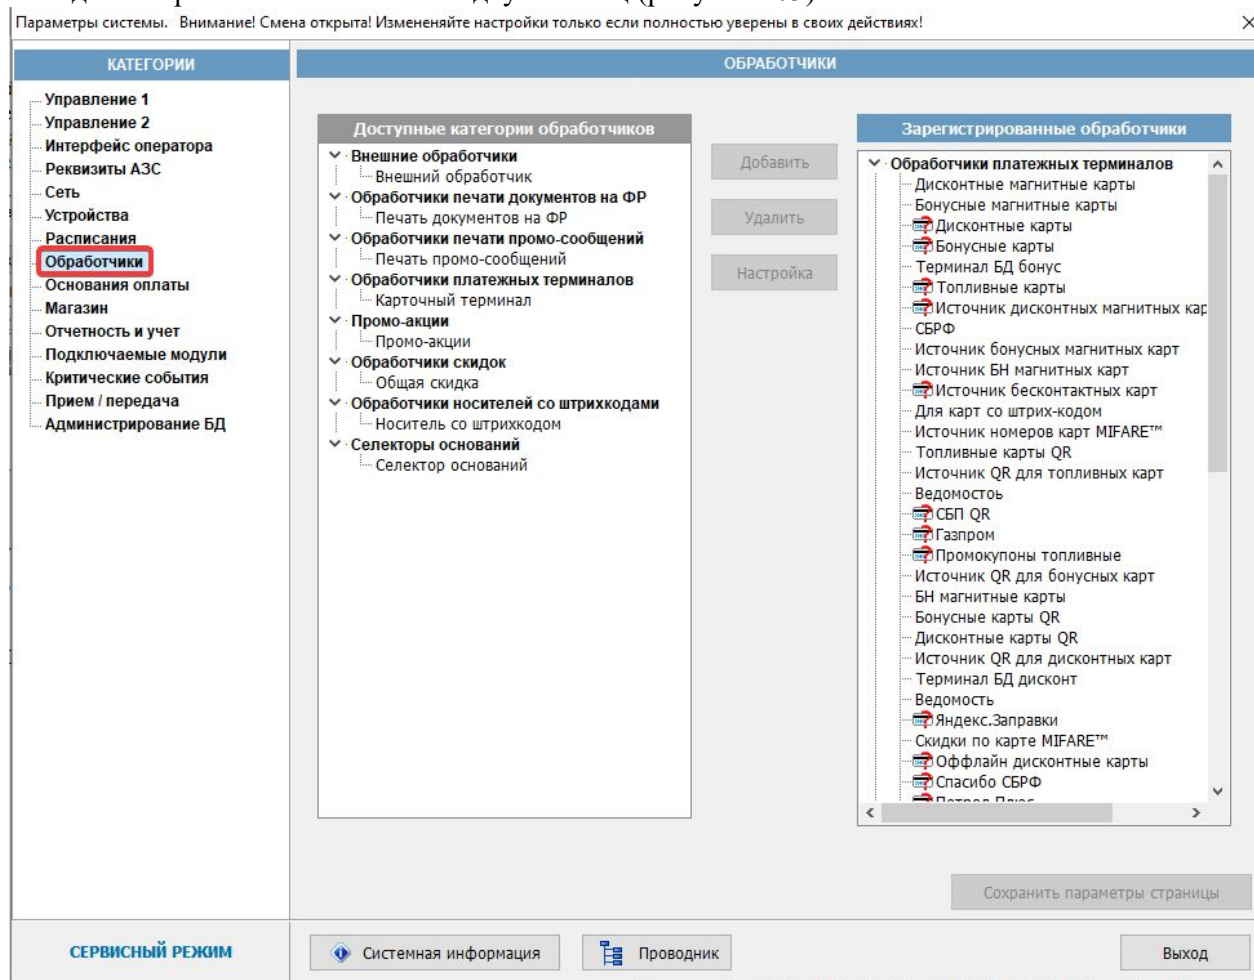 Параметры системы. Внимание! Смена открыта! Измененяйте настройки только если полностью уверены в своих действиях!
КАТЕГОРИИ
Управление 1
Управление 2
Интерфейс оператора
Реквизиты АЗС
Сеть
Устройства
Расписания
Обработчики
Основания оплаты
Магазин
Отчетность и учет
Подключаемые модули
Критические события
Прием / передача
Администрирование БД
СЕРВИСНЫЙ РЕЖИМ
ОБРАБОТЧИКИ
Доступные категории обработчиков
Внешние обработчики
Внешний обработчик
Обработчики печати документов на ФР
Печать документов на ФР
Обработчики печати промо-сообщений
Печать промо-сообщений
Обработчики платежных терминалов
Карточный терминал
Промо-акции
Промо-акции
Обработчики скидок
Общая скидка
Обработчики носителей со штрихкодами
Носитель со штрихкодом
Селекторы оснований
Селектор оснований
Добавить
Удалить
Настройка
Зарегистрированные обработчики
Обработчики платежных терминалов
Дисконтные магнитные карты
Бонусные магнитные карты
Дисконтные карты
Бонусные карты
Терминал БД бонус
Топливные карты
Источник дисконтных магнитных кар
СБРФ
Источник бонусных магнитных карт
Источник БН магнитных карт
Источник бесконтактных карт
Для карт со штрих-кодом
Источник номеров карт MIFARE™
Топливные карты QR
Источник QR для топливных карт
Ведомостоь
СБП QR
Газпром
Промокупоны топливные
Источник QR для бонусных карт
БН магнитные карты
Бонусные карты QR
Дисконтные карты QR
Источник QR для дисконтных карт
Терминал БД дисконт
Ведомость
Яндекс.Заправки
Скидки по карте MIFARE™
Оффлайн дисконтные карты
Спасибо СБРФ
Сохранить параметры страницы
Системная информация
Проводник
Выход